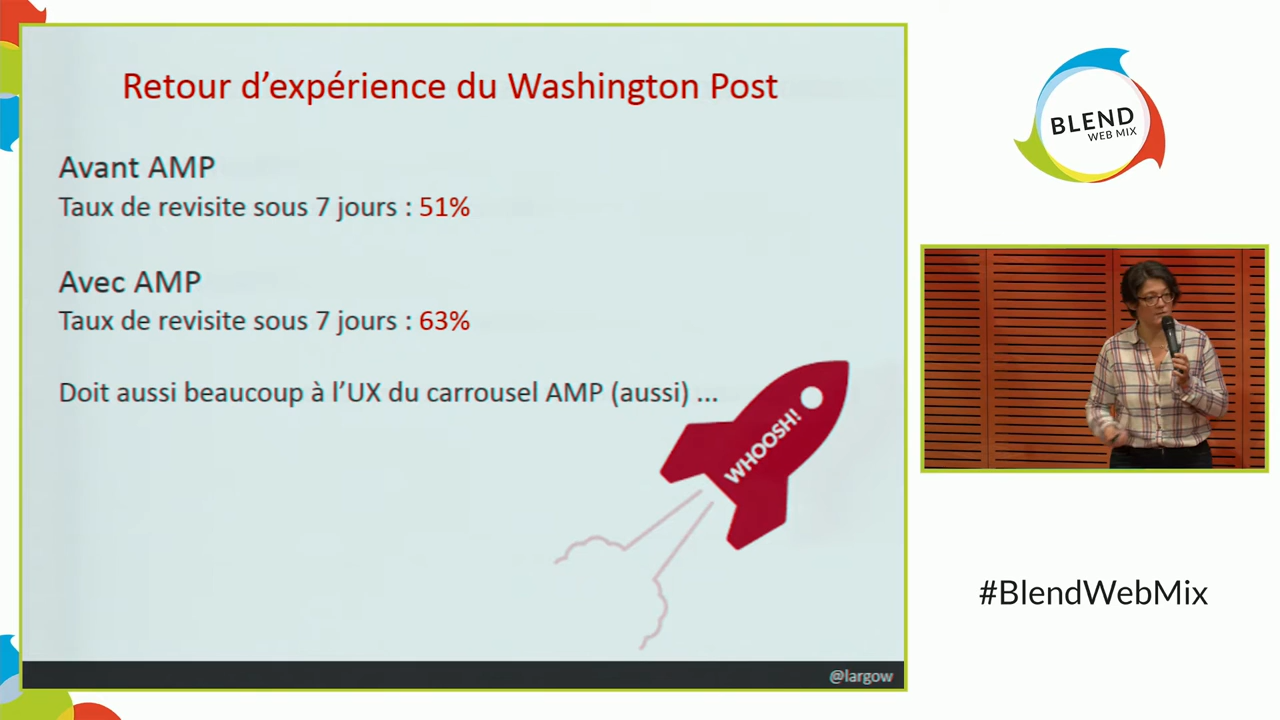 Retour d’expérience du Washington Post
Avant AMP
Taux de revisite sous 7 jours : 51%
Avec AMP
Taux de revisite sous 7 jours : 63%
Doit aussi beaucoup à l’UX du carrousel AMP (aussi) ...
WHOOSH!
@largow
BLEND
WEB MIX
#BlendWebMix